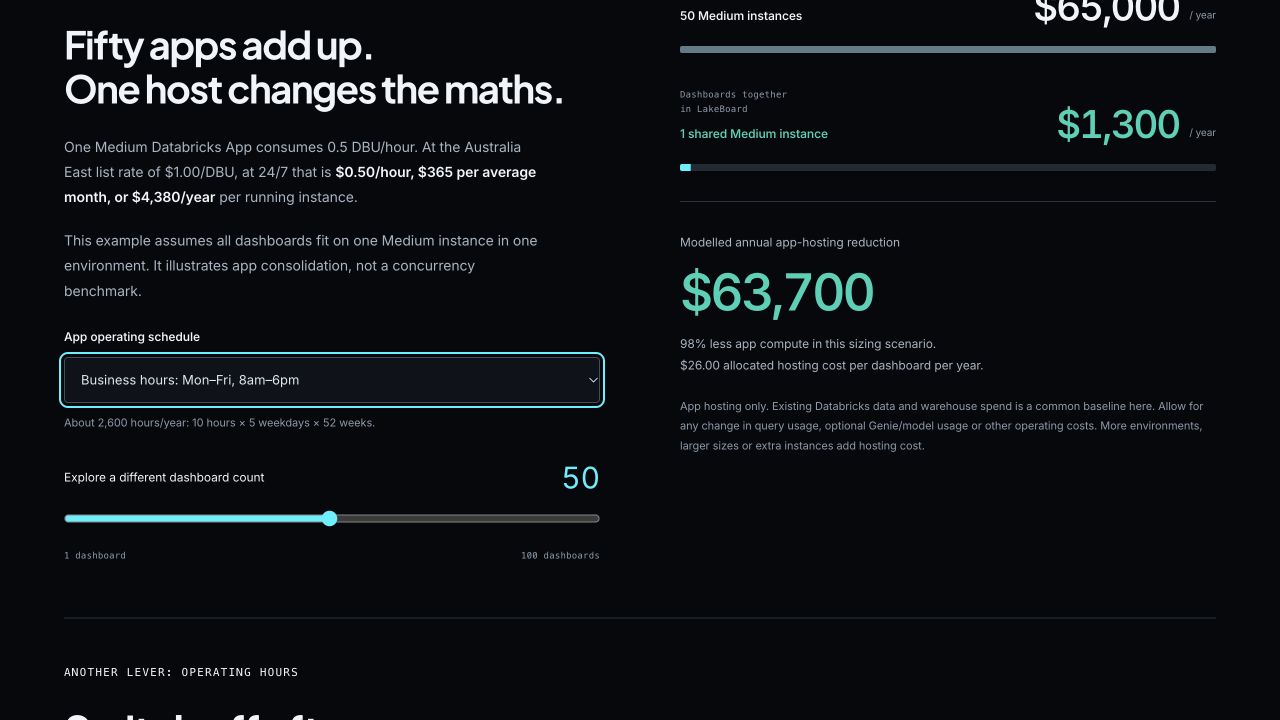 Fifty apps add up.
One host changes the maths.
One Medium Databricks App consumes 0.5 DBU/hour. At the Australia
East list rate of $1.00/DBU, at 24/7 that is $0.50/hour, $365 per average
month, or $4,380/year per running instance.
This example assumes all dashboards fit on one Medium instance in one
environment. It illustrates app consolidation, not a concurrency
benchmark.
App operating schedule
Business hours: Mon–Fri, 8am–6pm
About 2,600 hours/year: 10 hours × 5 weekdays × 52 weeks.
Explore a different dashboard count
50
1 dashboard
100 dashboards
50 Medium instances
$65,000 / year
Dashboards together
in LakeBoard
1 shared Medium instance
$1,300 / year
Modelled annual app-hosting reduction
$63,700
98% less app compute in this sizing scenario.
$26.00 allocated hosting cost per dashboard per year.
App hosting only. Existing Databricks data and warehouse spend is a common baseline here. Allow for
any change in query usage, optional Genie/model usage or other operating costs. More environments,
larger sizes or extra instances add hosting cost.
ANOTHER LEVER: OPERATING HOURS